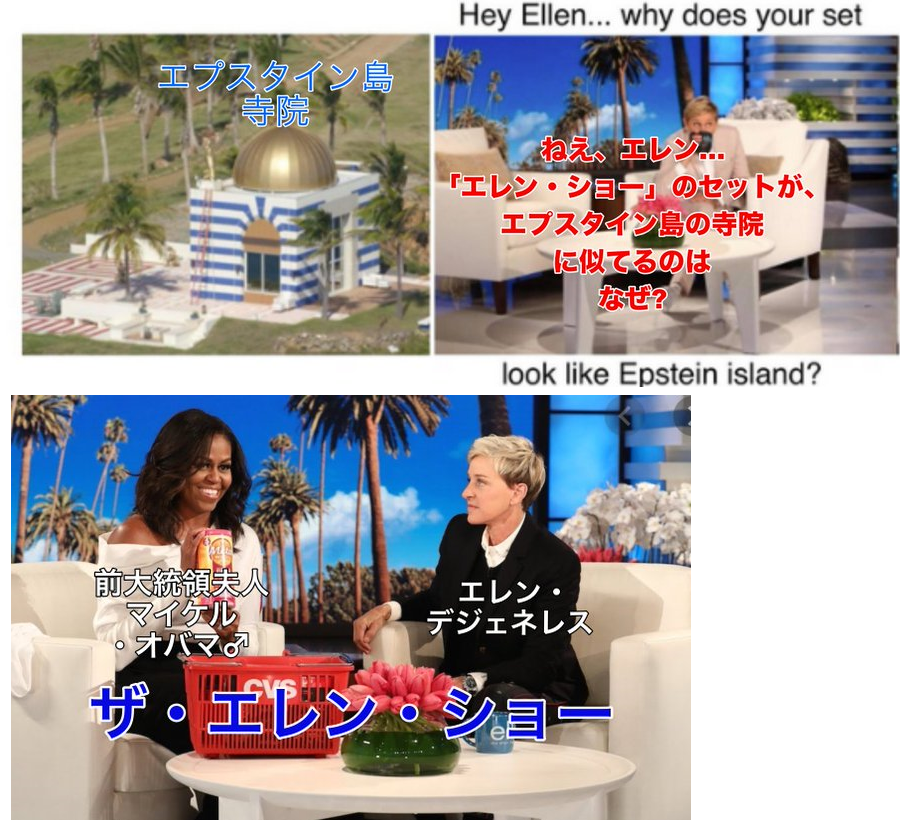 Hey Ellen... why does your set
エプスタイン島
寺院
ねえ、エレン...
「エレン・ショー」のセットが、
エプスタイン島の寺院
に似てるのは
なぜ?
look like Epstein island?
前大統領夫人
マイケル
・オバマ♂
エレン・
デジェネレス
CVS
ザ・エレン・ショー